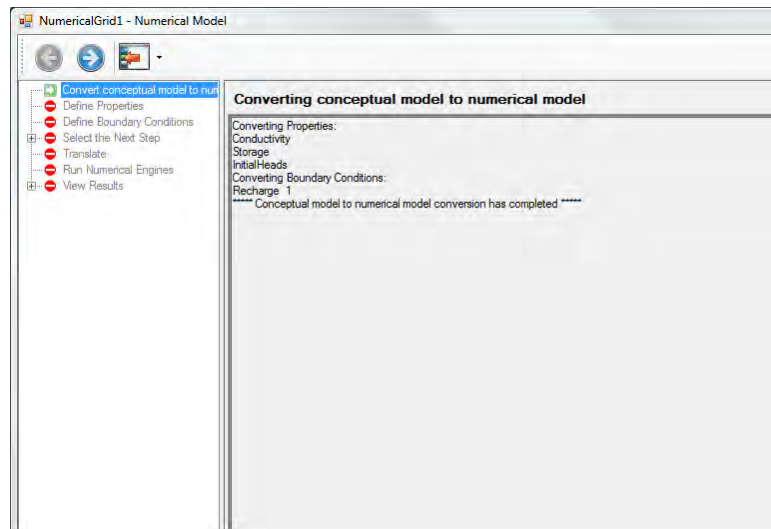 NumericalGrid1 - Numerical Model
Convert conceptual model to nun
Define Properties
Define Boundary Conditions
Select the Next Step
Translate
Run Numerical Engines
View Results
Converting conceptual model to numerical model
Converting Properties:
Conductivity
Storage
InitialHeads
Converting Boundary Conditions:
Recharge 1
***** Conceptual model to numerical model conversion has completed *****